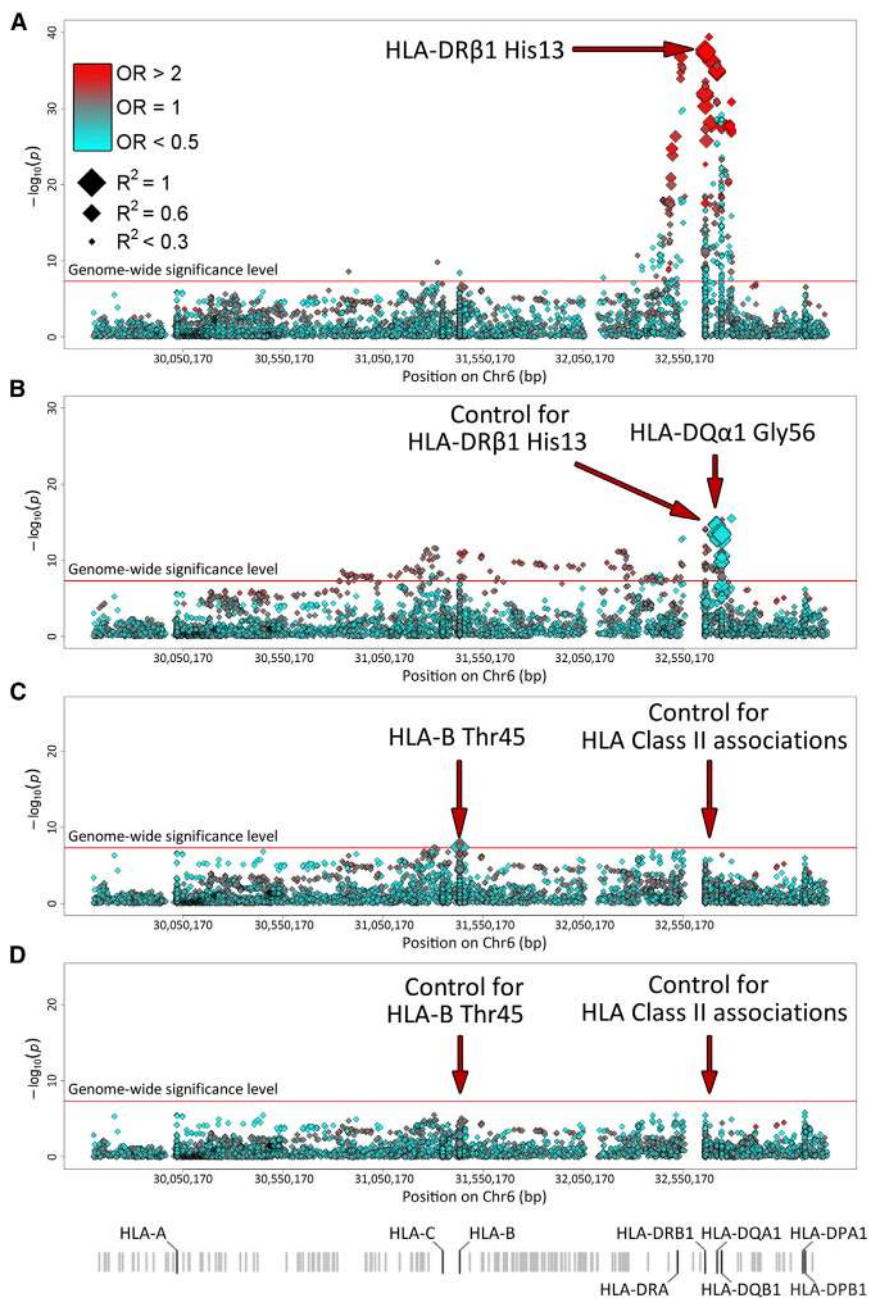 A
HLA-DRβ1 His13
OR > 2
OR = 1
OR < 0.5
R² = 1
R² = 0.6
R² < 0.3
Genome-wide significance level
−log₁₀(p)
40
30
20
10
0
30,050,170 30,550,170 31,050,170 31,550,170 32,050,170 32,550,170
Position on Chr6 (bp)
B
Control for
HLA-DRβ1 His13
HLA-DQα1 Gly56
Genome-wide significance level
−log₁₀(p)
30
20
10
0
30,050,170 30,550,170 31,050,170 31,550,170 32,050,170 32,550,170
Position on Chr6 (bp)
C
HLA-B Thr45
Control for
HLA Class II associations
Genome-wide significance level
−log₁₀(p)
20
10
0
30,050,170 30,550,170 31,050,170 31,550,170 32,050,170 32,550,170
Position on Chr6 (bp)
D
Control for
HLA-B Thr45
Control for
HLA Class II associations
Genome-wide significance level
−log₁₀(p)
20
10
0
30,050,170 30,550,170 31,050,170 31,550,170 32,050,170 32,550,170
Position on Chr6 (bp)
HLA-A HLA-C HLA-B HLA-DRB1 HLA-DQA1 HLA-DPA1
HLA-DRA HLA-DQB1 HLA-DPB1